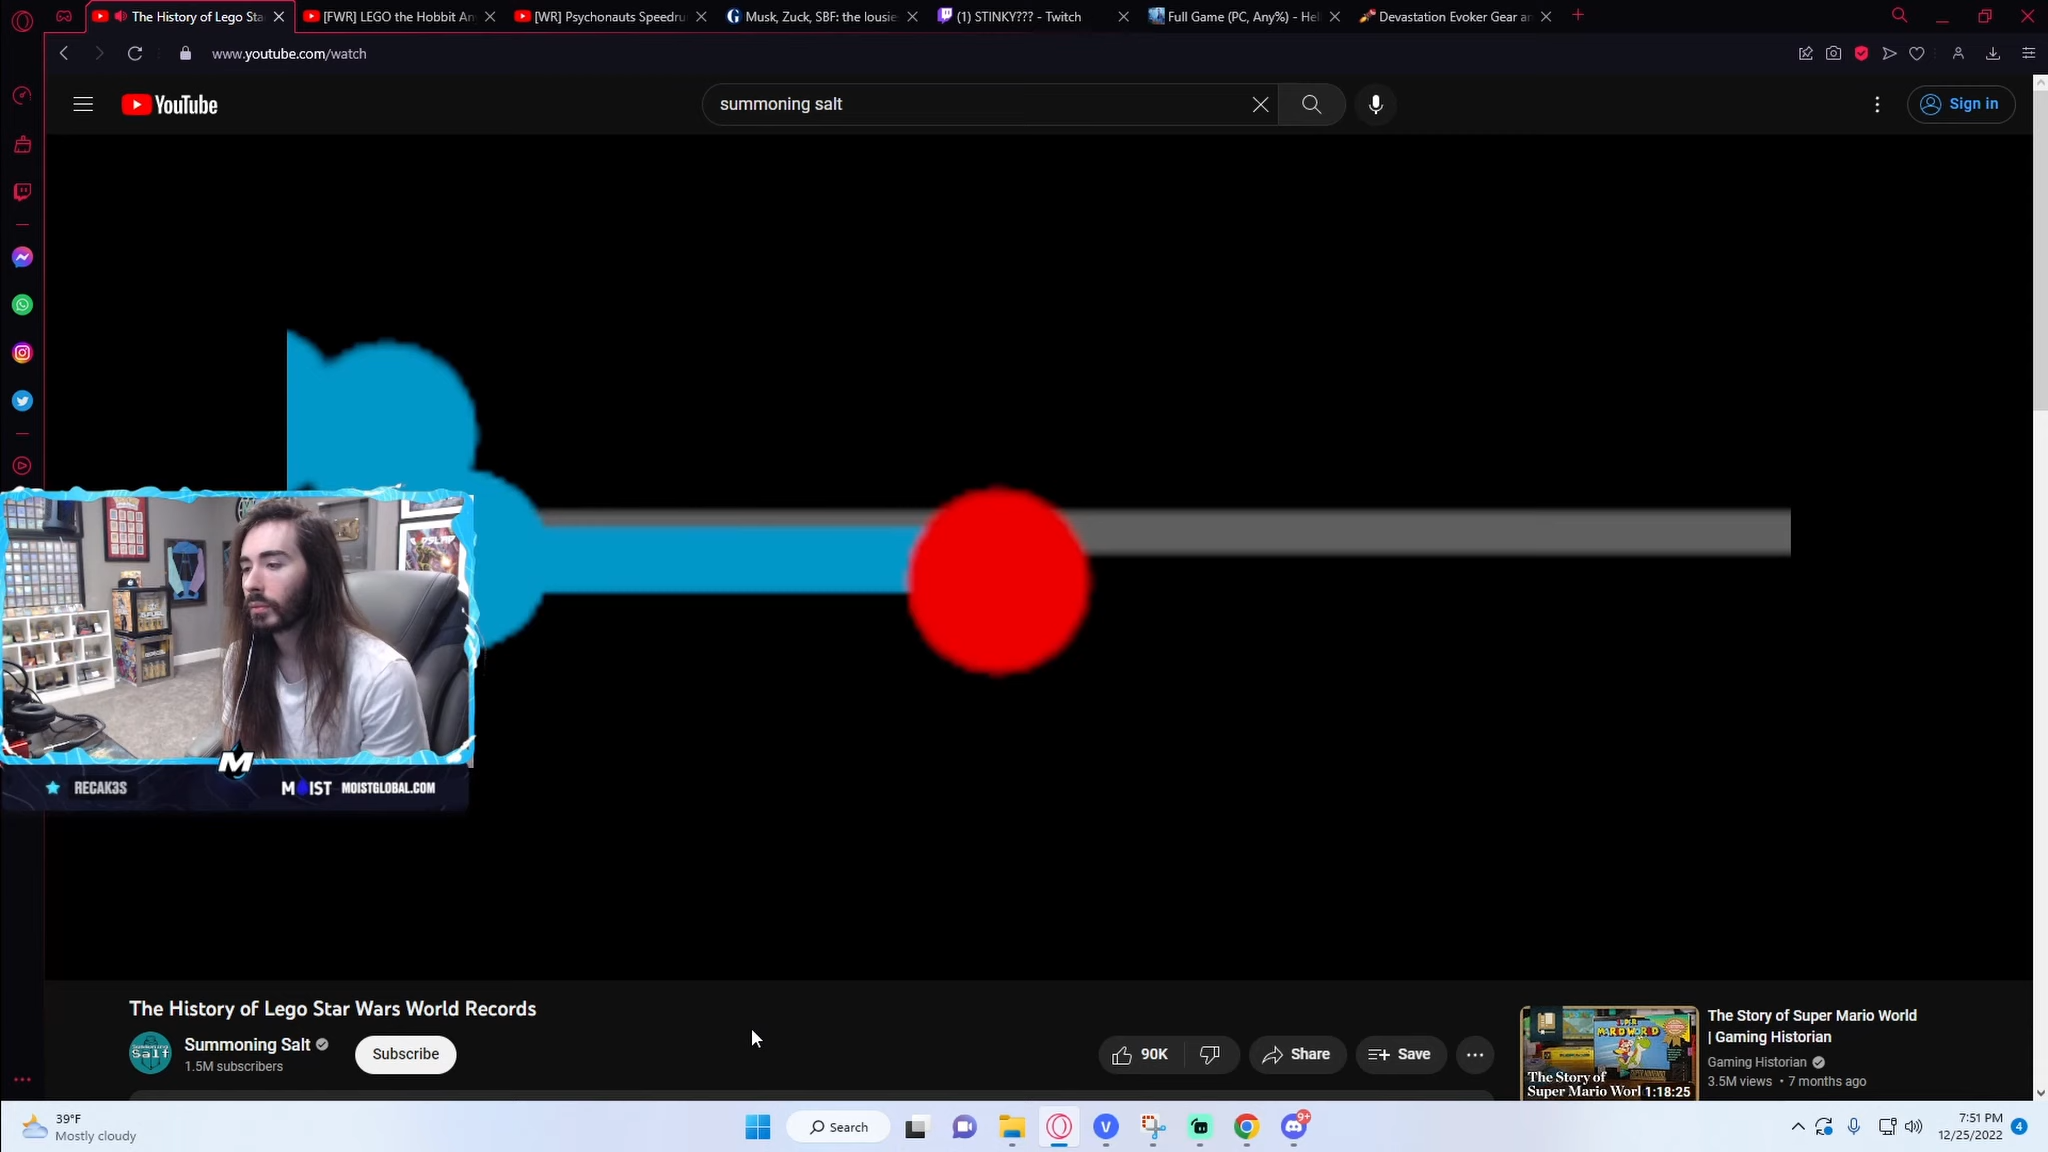 The History of Lego Sta
[FWR] LEGO the Hobbit An
[WR] Psychonauts Speedru
Musk, Zuck, SBF: the lousie
(1) STINKY??? - Twitch
Full Game (PC, Any%) - Hel
Devastation Evoker Gear an
www.youtube.com/watch
YouTube
summoning salt
Sign in
M
RECAK3S
MOIST
MOISTGLOBAL.COM
The History of Lego Star Wars World Records
Summoning Salt
1.5M subscribers
Subscribe
90K
Share
Save
The Story of
Super Mario Worl
1:18:25
The Story of Super Mario World
| Gaming Historian
Gaming Historian
3.5M views • 7 months ago
39°F
Mostly cloudy
Search
9+
7:51 PM
12/25/2022
4